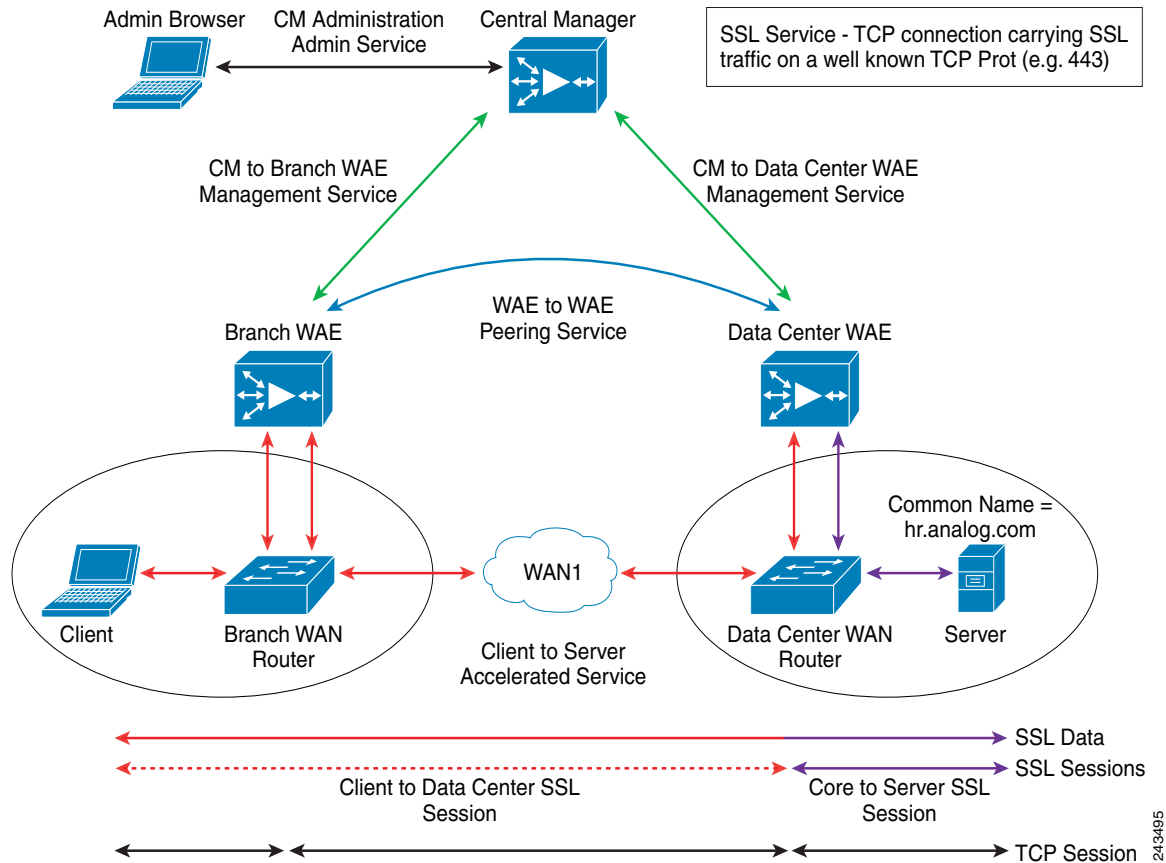 Admin Browser
CM Administration
Admin Service
Central Manager
SSL Service - TCP connection carrying SSL
traffic on a well known TCP Prot (e.g. 443)
CM to Branch WAE
Management Service
CM to Data Center WAE
Management Service
WAE to WAE
Peering Service
Branch WAE
Data Center WAE
Common Name =
hr.analog.com
WAN1
Client
Branch WAN
Router
Client to Server
Accelerated Service
Data Center WAN
Router
Server
SSL Data
SSL Sessions
Client to Data Center SSL
Session
Core to Server SSL
Session
TCP Session
243495